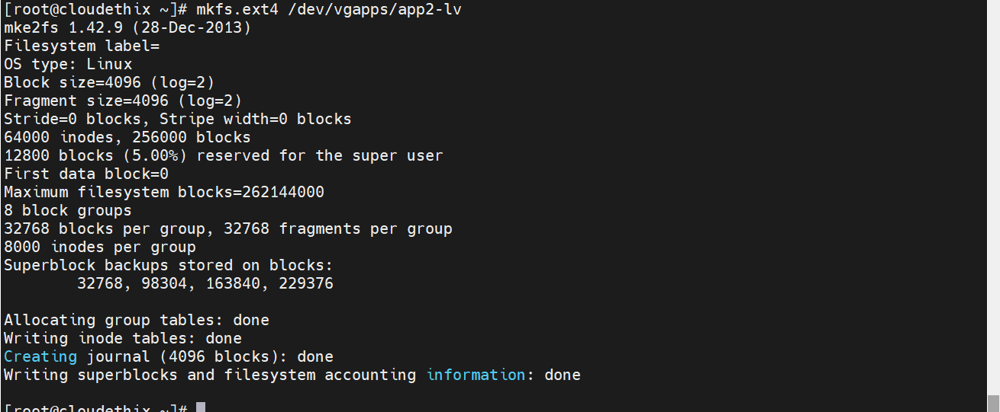 [root@cloudethix ~]# mkfs.ext4 /dev/vgapps/app2-lv
mke2fs 1.42.9 (28-Dec-2013)
Filesystem label=
OS type: Linux
Block size=4096 (log=2)
Fragment size=4096 (log=2)
Stride=0 blocks, Stripe width=0 blocks
64000 inodes, 256000 blocks
12800 blocks (5.00%) reserved for the super user
First data block=0
Maximum filesystem blocks=262144000
8 block groups
32768 blocks per group, 32768 fragments per group
8000 inodes per group
Superblock backups stored on blocks:
        32768, 98304, 163840, 229376
Allocating group tables: done
Writing inode tables: done
Creating journal (4096 blocks): done
Writing superblocks and filesystem accounting information: done
[root@cloudethix ~]#